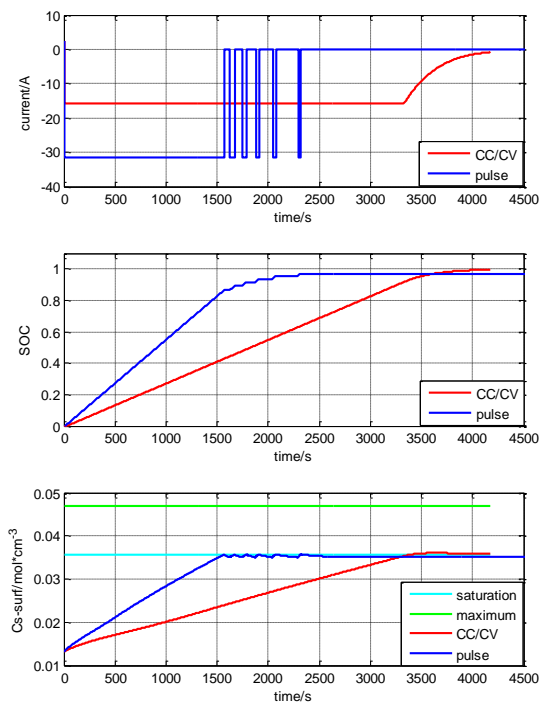 10
0
-10
-20
-30
-40
current/A
CC/CV
pulse
0 500 1000 1500 2000 2500 3000 3500 4000 4500
time/s
1
0.8
0.6
0.4
0.2
0
SOC
CC/CV
pulse
0 500 1000 1500 2000 2500 3000 3500 4000 4500
time/s
0.05
0.04
0.03
0.02
0.01
Cs-surf/mol*cm-3
saturation
maximum
CC/CV
pulse
0 500 1000 1500 2000 2500 3000 3500 4000 4500
time/s